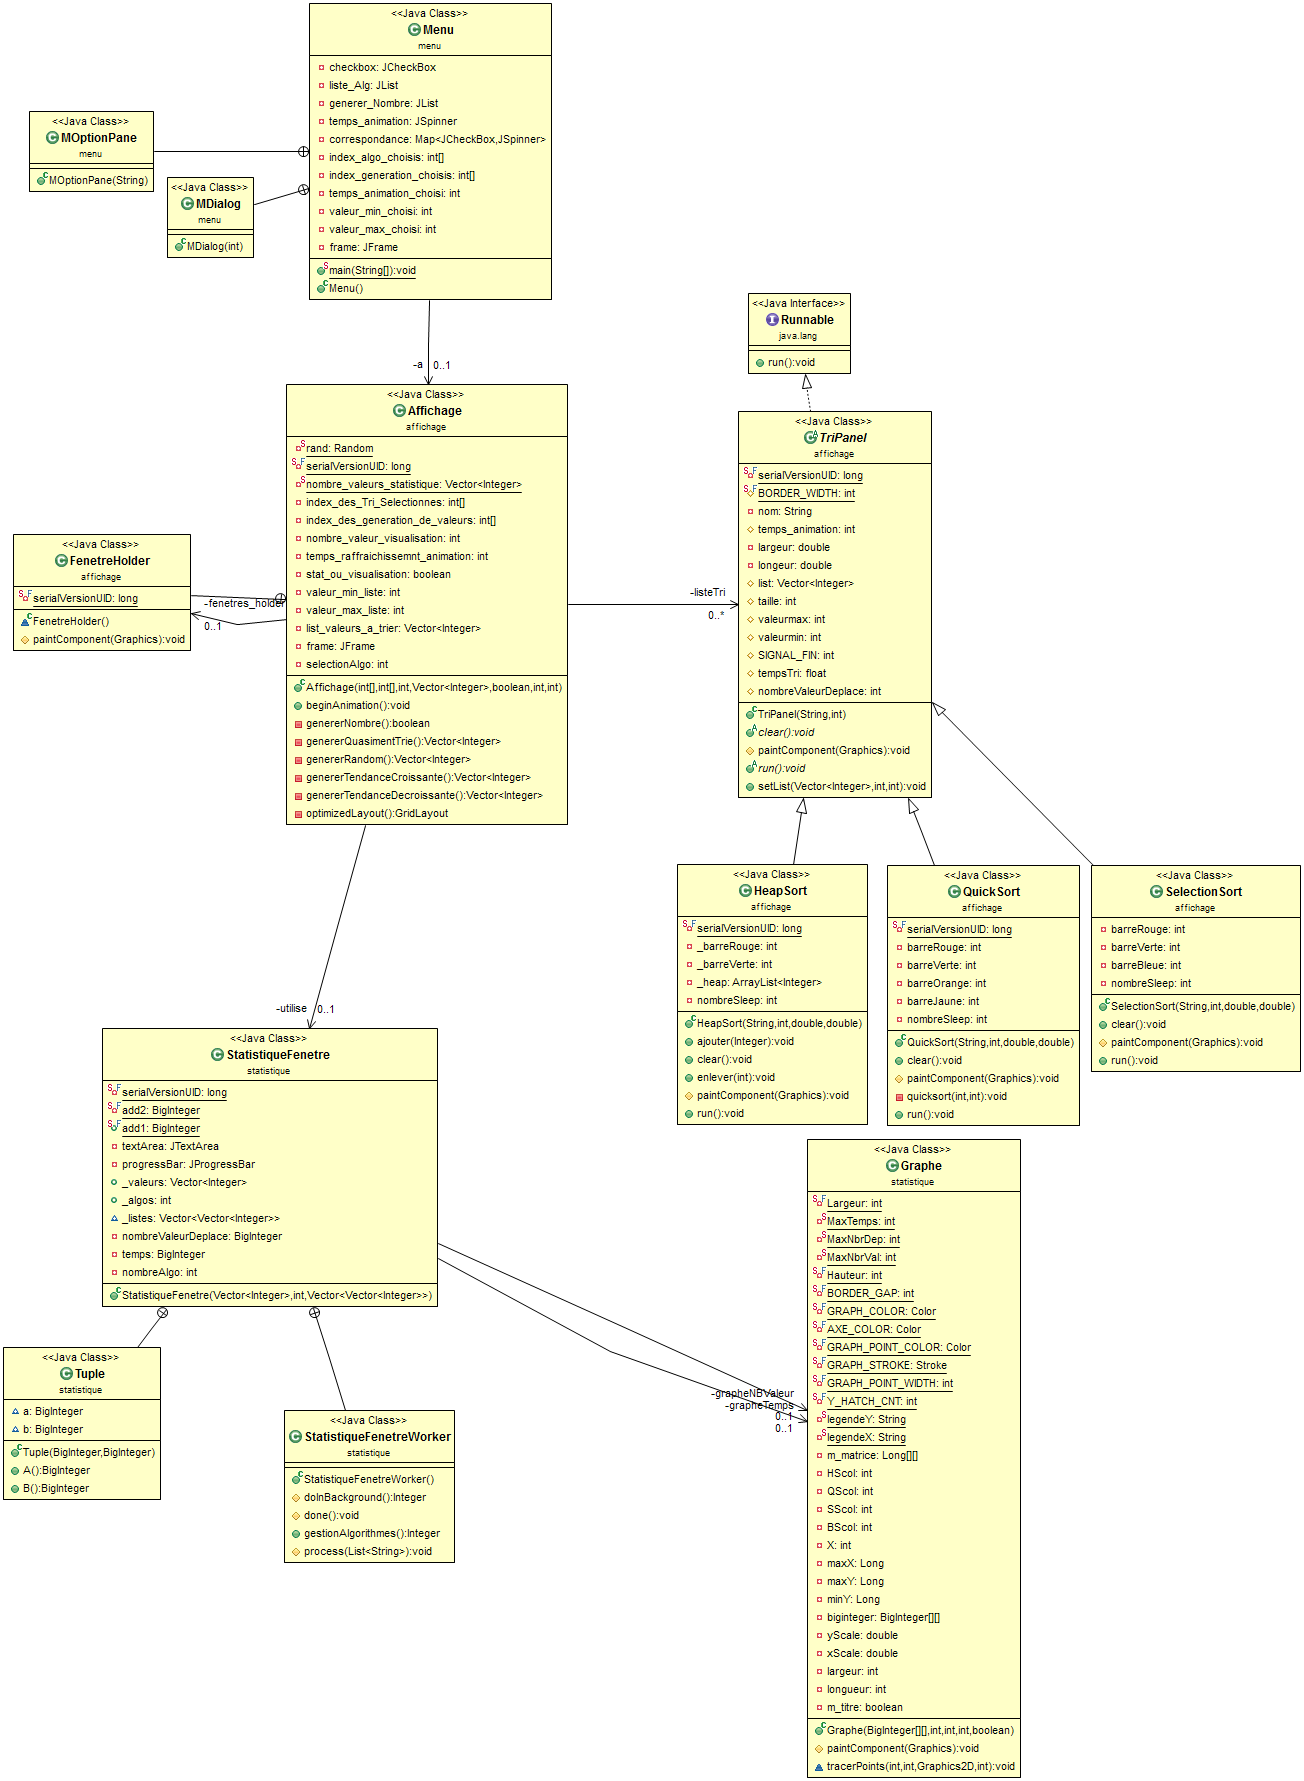 <<Java Class>>
Menu
menu
checkbox: JCheckBox
liste_Alg: JList
generer_Nombre: JList
temps_animation: JSpinner
correspondance: Map<JCheckBox,JSpinner>
index_algo_choisis: int[]
index_generation_choisis: int[]
temps_animation_choisi: int
valeur_min_choisi: int
valeur_max_choisi: int
frame: JFrame
main(String[]):void
Menu()
<<Java Class>>
MOptionPane
menu
MOptionPane(String)
<<Java Class>>
MDialog
menu
MDialog(int)
-a
0..1
<<Java Interface>>
Runnable
java.lang
run():void
<<Java Class>>
Affichage
affichage
rand: Random
serialVersionUID: long
nombre_valeurs_statistique: Vector<Integer>
index_des_Tri_Selectionnes: int[]
index_des_generation_de_valeurs: int[]
nombre_valeur_visualisation: int
temps_raffraichissemnt_animation: int
stat_ou_visualisation: boolean
valeur_min_liste: int
valeur_max_liste: int
list_valeurs_a_trier: Vector<Integer>
frame: JFrame
selectionAlgo: int
Affichage(int[],int[],int,Vector<Integer>,boolean,int,int)
beginAnimation():void
genererNombre():boolean
genererQuasimentTrie():Vector<Integer>
genererRandom():Vector<Integer>
genererTendanceCroissante():Vector<Integer>
genererTendanceDecroissante():Vector<Integer>
optimizedLayout():GridLayout
<<Java Class>>
FenetreHolder
affichage
serialVersionUID: long
FenetreHolder()
paintComponent(Graphics):void
-fenetres_holder
0..1
-listeTri
0..*
<<Java Class>>
TriPanel
affichage
serialVersionUID: long
BORDER_WIDTH: int
nom: String
temps_animation: int
largeur: double
longeur: double
list: Vector<Integer>
taille: int
valeurmax: int
valeurmin: int
SIGNAL_FIN: int
tempsTri: float
nombreValeurDeplace: int
TriPanel(String,int)
clear():void
paintComponent(Graphics):void
run():void
setList(Vector<Integer>,int,int):void
<<Java Class>>
HeapSort
affichage
serialVersionUID: long
_barreRouge: int
_barreVerte: int
_heap: ArrayList<Integer>
nombreSleep: int
HeapSort(String,int,double,double)
ajouter(Integer):void
clear():void
enlever(int):void
paintComponent(Graphics):void
run():void
<<Java Class>>
QuickSort
affichage
serialVersionUID: long
barreRouge: int
barreVerte: int
barreOrange: int
barreJaune: int
nombreSleep: int
QuickSort(String,int,double,double)
clear():void
paintComponent(Graphics):void
quicksort(int,int):void
run():void
<<Java Class>>
SelectionSort
affichage
barreRouge: int
barreVerte: int
barreBleue: int
nombreSleep: int
SelectionSort(String,int,double,double)
clear():void
paintComponent(Graphics):void
run():void
-utilise
0..1
<<Java Class>>
StatistiqueFenetre
statistique
serialVersionUID: long
add2: BigInteger
add1: BigInteger
textArea: JTextArea
progressBar: JProgressBar
_valeurs: Vector<Integer>
_algos: int
_listes: Vector<Vector<Integer>>
nombreValeurDeplace: BigInteger
temps: BigInteger
nombreAlgo: int
StatistiqueFenetre(Vector<Integer>,int,Vector<Vector<Integer>>)
<<Java Class>>
Tuple
statistique
a: BigInteger
b: BigInteger
Tuple(BigInteger,BigInteger)
A():BigInteger
B():BigInteger
<<Java Class>>
StatistiqueFenetreWorker
statistique
StatistiqueFenetreWorker()
doInBackground():Integer
done():void
gestionAlgorithmes():Integer
process(List<String>):void
-grapheNBValeur
-grapheTemps
0..1
0..1
<<Java Class>>
Graphe
statistique
Largeur: int
MaxTemps: int
MaxNbrDep: int
MaxNbrVal: int
Hauteur: int
BORDER_GAP: int
GRAPH_COLOR: Color
AXE_COLOR: Color
GRAPH_POINT_COLOR: Color
GRAPH_STROKE: Stroke
GRAPH_POINT_WIDTH: int
Y_HATCH_CNT: int
legendeY: String
legendeX: String
m_matrice: Long[][]
HScol: int
QScol: int
SScol: int
BScol: int
X: int
maxX: Long
maxY: Long
minY: Long
biginteger: BigInteger[][]
yScale: double
xScale: double
largeur: int
longueur: int
m_titre: boolean
Graphe(BigInteger[][],int,int,int,boolean)
paintComponent(Graphics):void
tracerPoints(int,int,Graphics2D,int):void